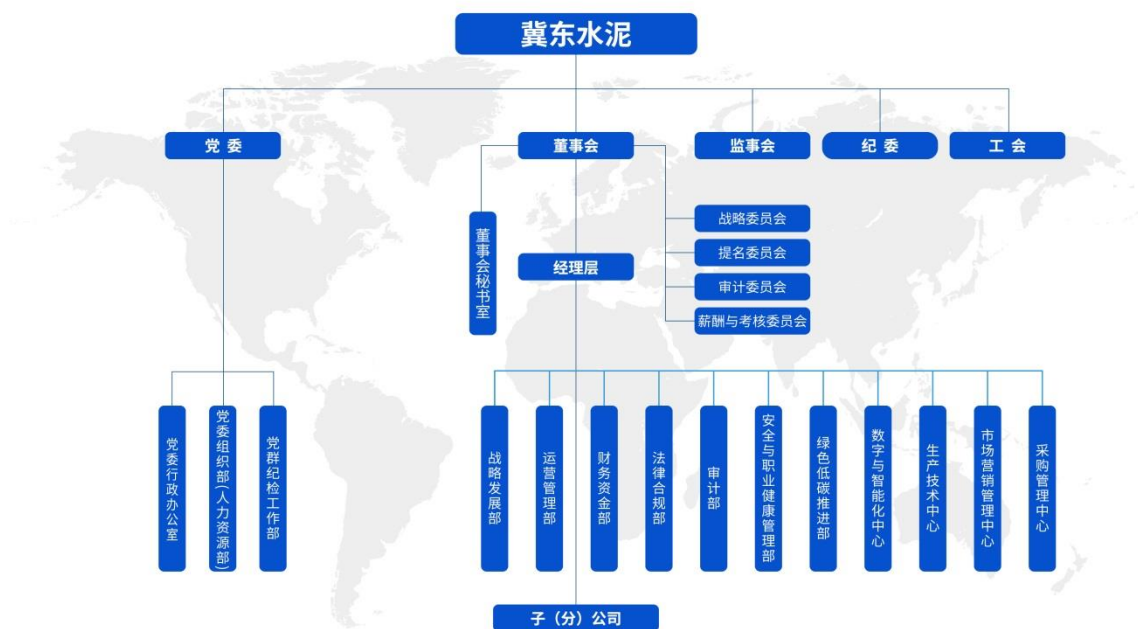 冀东水泥
党委
董事会
监事会
纪委
工会
董事会秘书室
战略委员会
提名委员会
审计委员会
薪酬与考核委员会
经理层
党委行政办公室
党委组织部(人力资源部)
党群纪检工作部
战略发展部
运营管理部
财务资金部
法律合规部
审计部
安全与职业健康管理部
绿色低碳推进部
数字与智能化中心
生产技术中心
市场营销管理中心
采购管理中心
子（分）公司